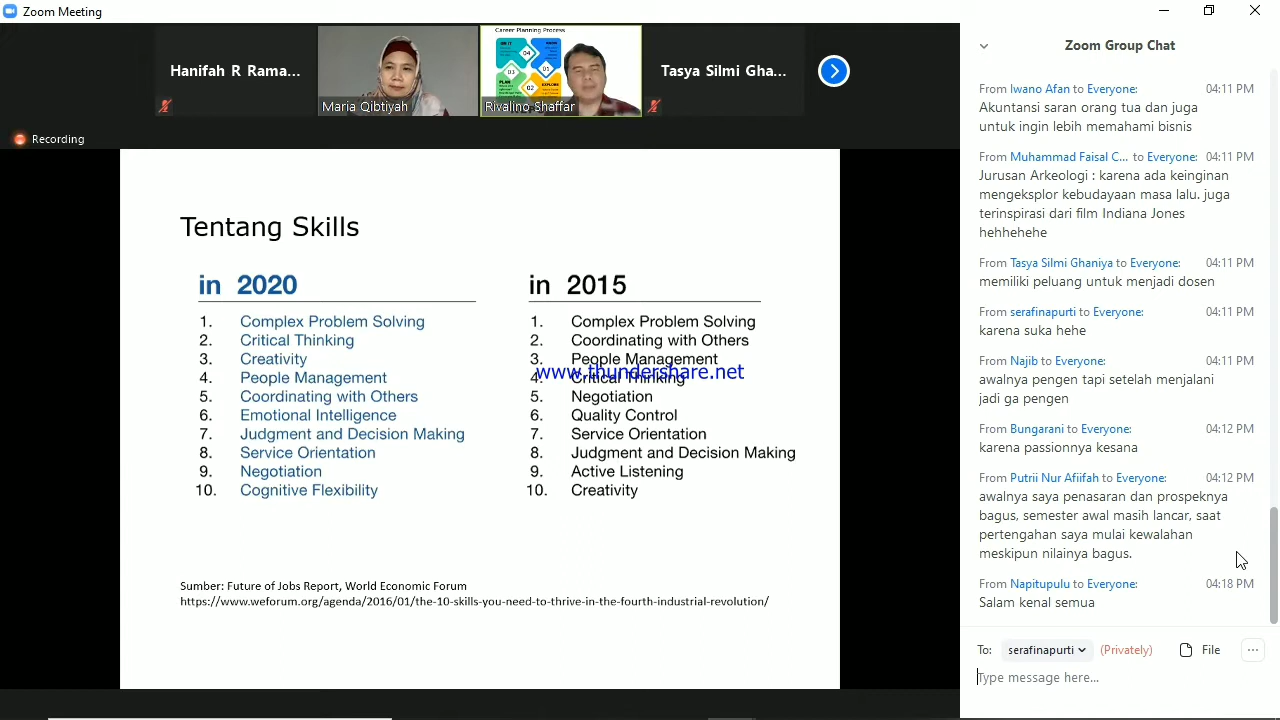 Zoom Meeting
Hanifah R Rama...
Maria Qibtiyah
Career Planning Process
04
03
01
02
PLAN
Rivalino Shaffar
Tasya Silmi Gha...
Recording
Tentang Skills
in 2020
1. Complex Problem Solving
2. Critical Thinking
3. Creativity
4. People Management
5. Coordinating with Others
6. Emotional Intelligence
7. Judgment and Decision Making
8. Service Orientation
9. Negotiation
10. Cognitive Flexibility
in 2015
1. Complex Problem Solving
2. Coordinating with Others
3. People Management
www.thundershare.net
4. Critical Thinking
5. Negotiation
6. Quality Control
7. Service Orientation
8. Judgment and Decision Making
9. Active Listening
10. Creativity
Sumber: Future of Jobs Report, World Economic Forum
https://www.weforum.org/agenda/2016/01/the-10-skills-you-need-to-thrive-in-the-fourth-industrial-revolution/
Zoom Group Chat
From Iwano Afan to Everyone: 04:11 PM
Akuntansi saran orang tua dan juga
untuk ingin lebih memahami bisnis
From Muhammad Faisal C... to Everyone: 04:11 PM
Jurusan Arkeologi : karena ada keinginan
mengeksplor kebudayaan masa lalu. juga
terinspirasi dari film Indiana Jones
hehhehehe
From Tasya Silmi Ghaniya to Everyone: 04:11 PM
memiliki peluang untuk menjadi dosen
From serafinapurti to Everyone: 04:11 PM
karena suka hehe
From Najib to Everyone: 04:11 PM
awalnya pengen tapi setelah menjalani
jadi ga pengen
From Bungarani to Everyone: 04:12 PM
karena passionnya kesana
From Putrii Nur Afiifah to Everyone: 04:12 PM
awalnya saya penasaran dan prospeknya
bagus, semester awal masih lancar, saat
pertengahan saya mulai kewalahan
meskipun nilainya bagus.
From Napitupulu to Everyone: 04:18 PM
Salam kenal semua
To: serafinapurti (Privately) File ...
Type message here...